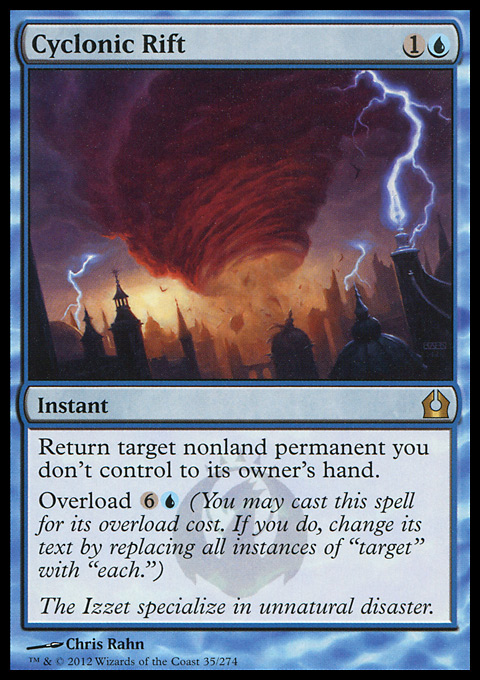 Cyclonic Rift 1
Instant
Return target nonland permanent you
don't control to its owner's hand.
Overload 6 (You may cast this spell
for its overload cost. If you do, change its
text by replacing all instances of “target”
with “each.”)
The Izzet specialize in unnatural disaster.
Chris Rahn
™ & © 2012 Wizards of the Coast 35/274